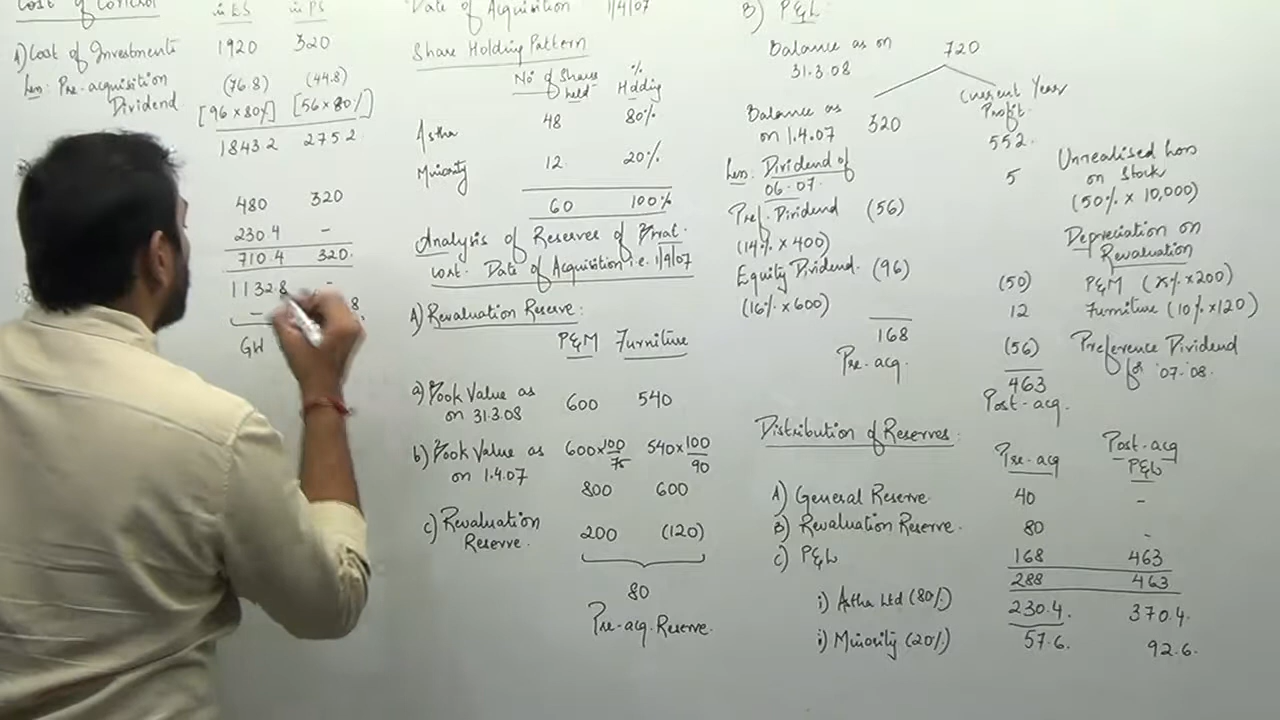 Cost of Control
in ES in PS
1) Cost of Investments 1920 320
Less: Pre-acquisition (76.8) (44.8)
Dividend [96 x 80%] [56 x 80%]
1843.2 275.2
480 320
230.4 -
710.4 320.
1132.8 -
- 8
GW
Date of Acquisition 1/4/07
Share Holding Pattern
No of Shares held % Holding
Astha 48 80%
Minority 12 20%
60 100%
Analysis of Reserves of
cost. Date of Acquisition i.e. 1/4/07
A) Revaluation Reserve:
P&M Furniture
a) Book Value as on 31.3.08 600 540
b) Book Value as on 1.4.07 600 x 100/75 540 x 100/90
800 600
c) Revaluation Reserve. 200 (120)
80
Pre-acq. Reserve.
B) P&L
Balance as on 31.3.08 720
Balance as on 1.4.07 320
Current Year Profit.
552.
Less: Dividend of 06-07.
Pref. Dividend (56)
(14% x 400)
Equity Dividend. (96)
(16% x 600)
168
Pre-acq.
5 Unrealised Loss on Stock
(50% x 10,000)
Depreciation on Revaluation
(50) P&M (25% x 200)
12 Furniture (10% x 120)
(56) Preference Dividend for '07-'08.
463
Post-acq.
Distribution of Reserves:
Pre-acq Post-acq P&L
A) General Reserve. 40 -
B) Revaluation Reserve. 80 -
C) P&L 168 463
288 463
i) Astha Ltd (80%) 230.4. 370.4.
ii) Minority (20%) 57.6. 92.6.